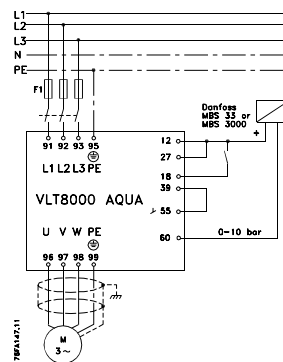 L1
L2
L3
N
PE
F1
Danfoss
MBS 33 or
MBS 3000
+
91 92 93 95
12
27
L1 L2 L3 PE
18
39
VLT8000 AQUA
55
U V W PE
60
0-10 bar
96 97 98 99
M
3~
76FA147.11